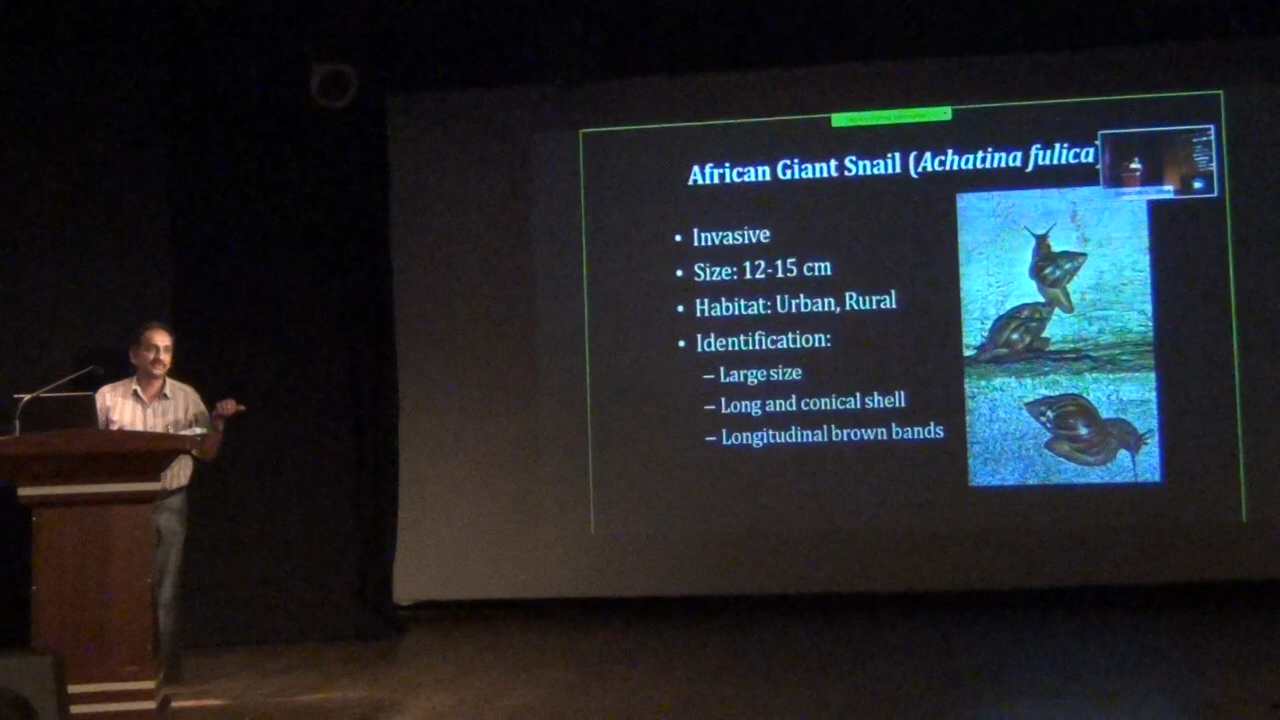 African Giant Snail (Achatina fulica)
• Invasive
• Size: 12-15 cm
• Habitat: Urban, Rural
• Identification:
– Large size
– Long and conical shell
– Longitudinal brown bands